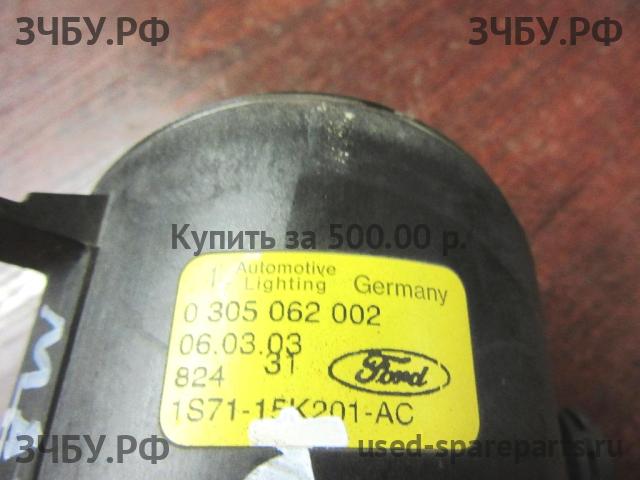 ЗЧБУ.РФ ЗЧБУ.РФ
Купить за 500.00 р.
Automotive
Lighting Germany
0 305 062 002
06.03.03
824 31 Ford
1S71-15K201-AC
ЗЧБУ.РФ used-spareparts.ru